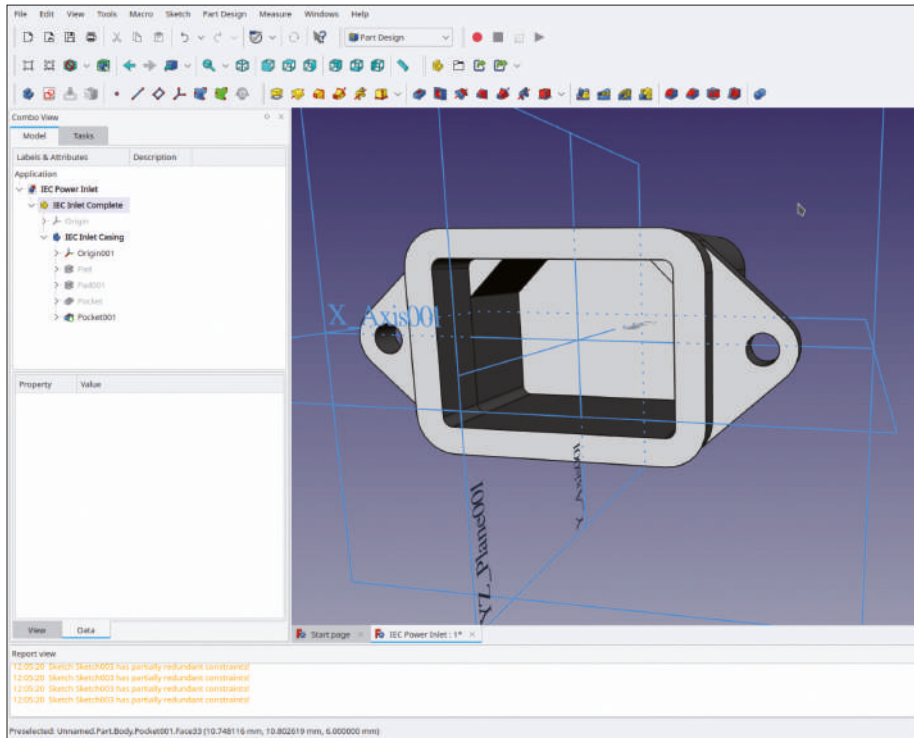 File Edit View Tools Macro Sketch Part Design Measure Windows Help
Part Design
Combo View
Model Tasks
Labels & Attributes Description
Application
IEC Power Inlet
IEC Inlet Complete
Origin
IEC Inlet Casing
Origin001
Pad
Pad001
Pocket
Pocket001
X_Axis001
Y_Axis001
YZ_Plane001
Property Value
View Data
Start page IEC Power Inlet : 1*
Report view
12:05:20 Sketch Sketch003 has partially redundant constraints!
12:05:20 Sketch Sketch003 has partially redundant constraints!
12:05:20 Sketch Sketch003 has partially redundant constraints!
12:05:20 Sketch Sketch003 has partially redundant constraints!
Preselected: Unnamed.Part.Body.Pocket001.Face33 (10.748116 mm, 10.802619 mm, 6.000000 mm)